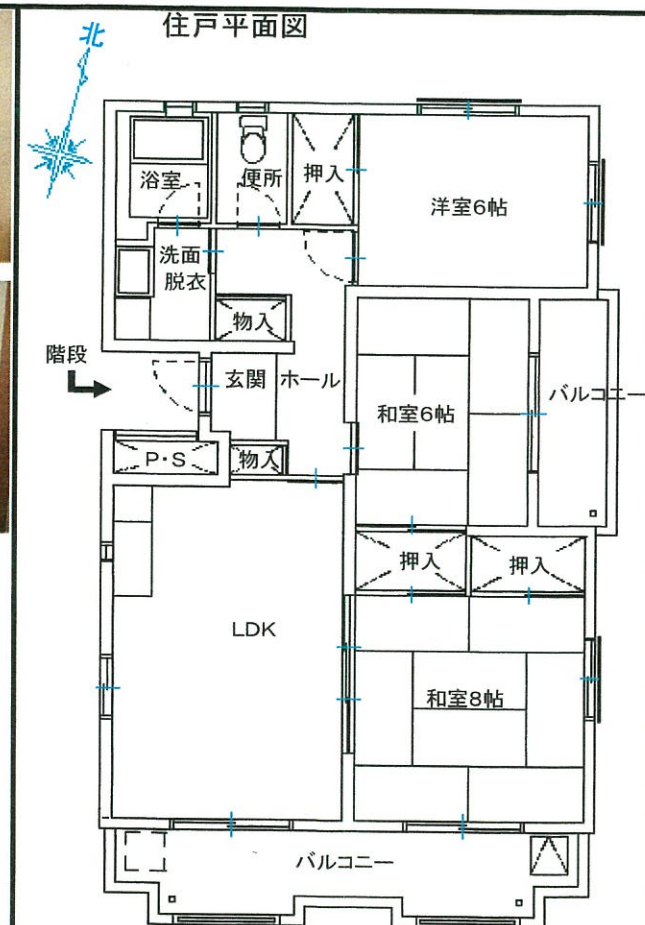 住戸平面図
北
浴室
便所
押入
洋室6帖
洗面
脱衣
物入
階段
玄関
ホール
和室6帖
バルコニー
P・S
物入
押入
押入
LDK
和室8帖
バルコニー